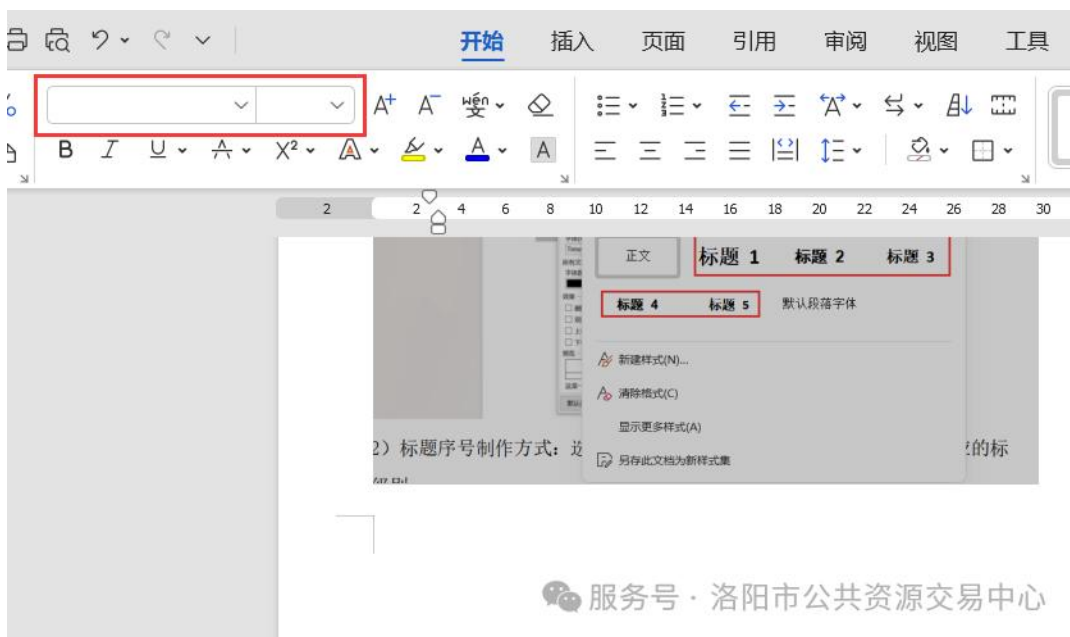 开始 插入 页面 引用 审阅 视图 工具
A+ A- wén 变
B I U A X² A A A
2 2 4 6 8 10 12 14 16 18 20 22 24 26 28 30
正文 标题 1 标题 2 标题 3
标题 4 标题 5 默认段落字体
新建样式(N)...
清除格式(C)
显示更多样式(A)
2）标题序号制作方式：选 应的标
另存此文档为新样式集
服务号 · 洛阳市公共资源交易中心